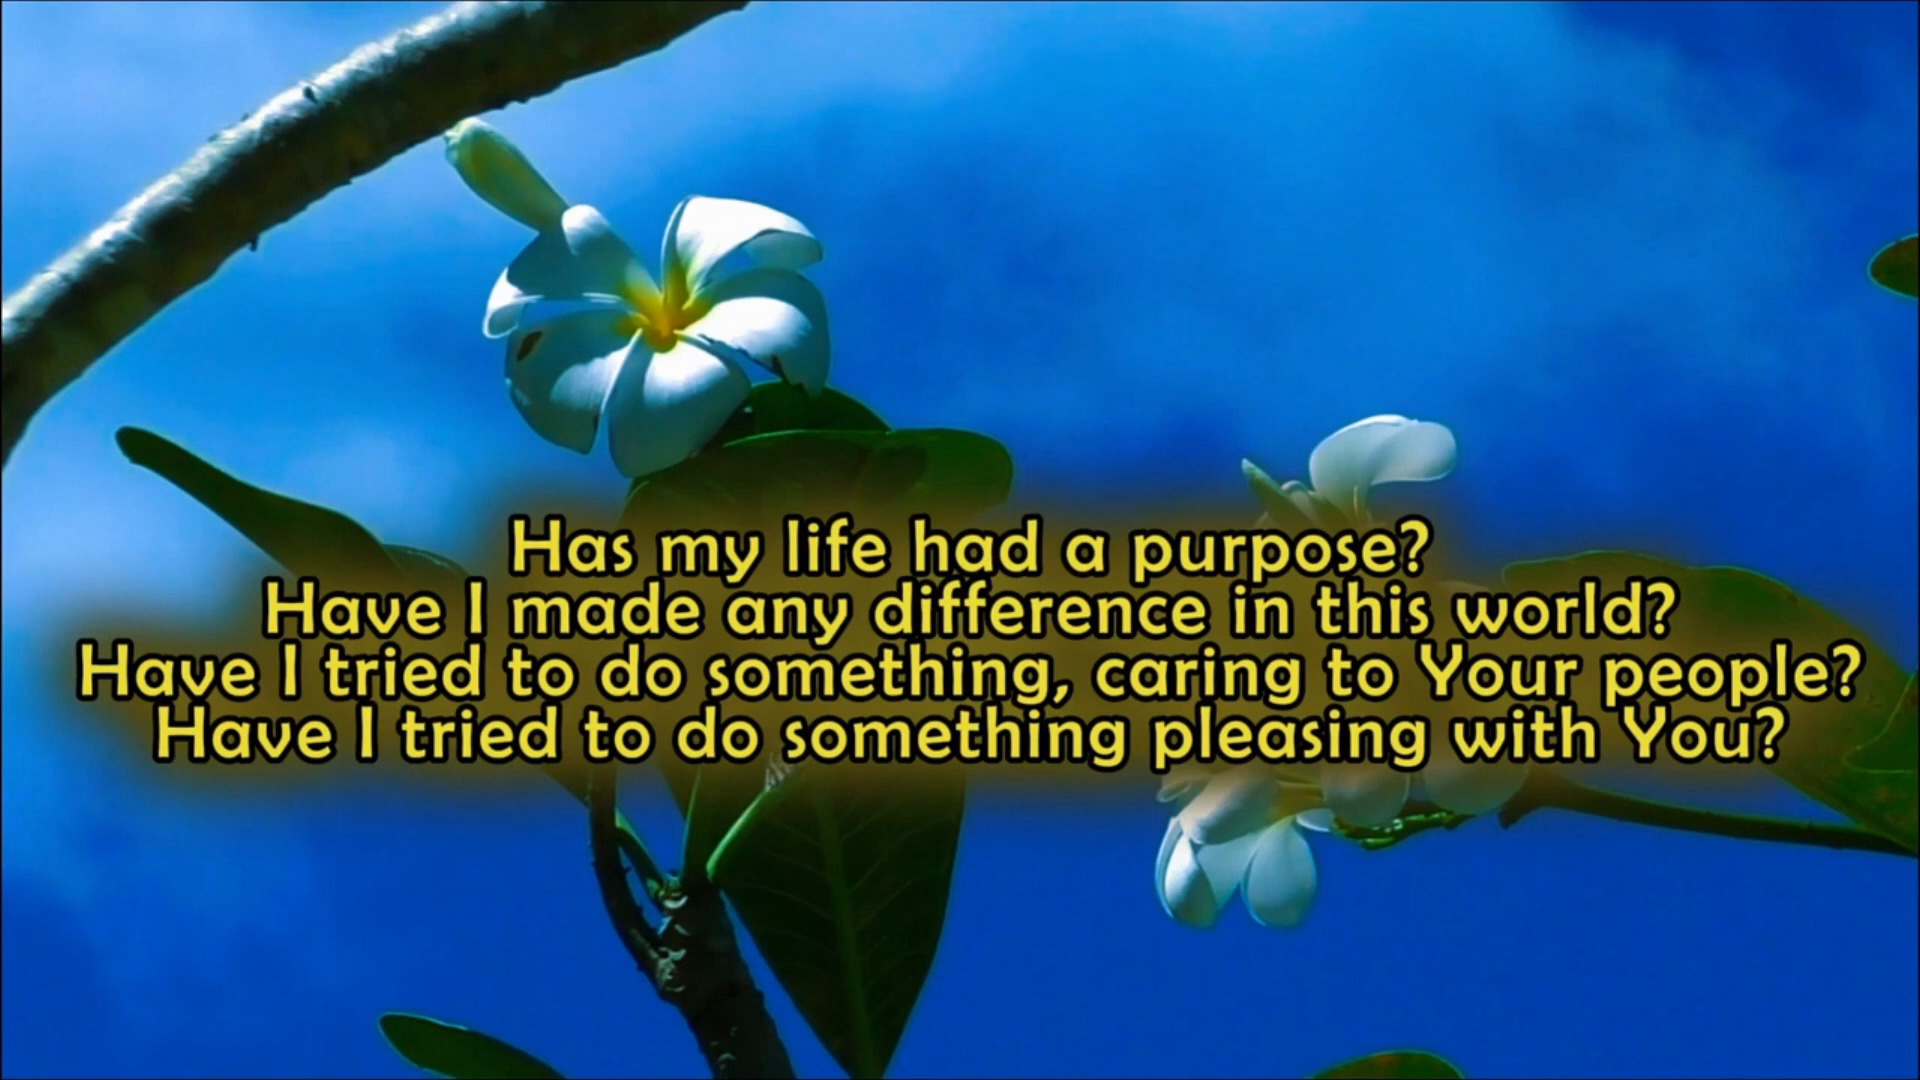 Has my life had a purpose?
Have I made any difference in this world?
Have I tried to do something, caring to Your people?
Have I tried to do something pleasing with You?